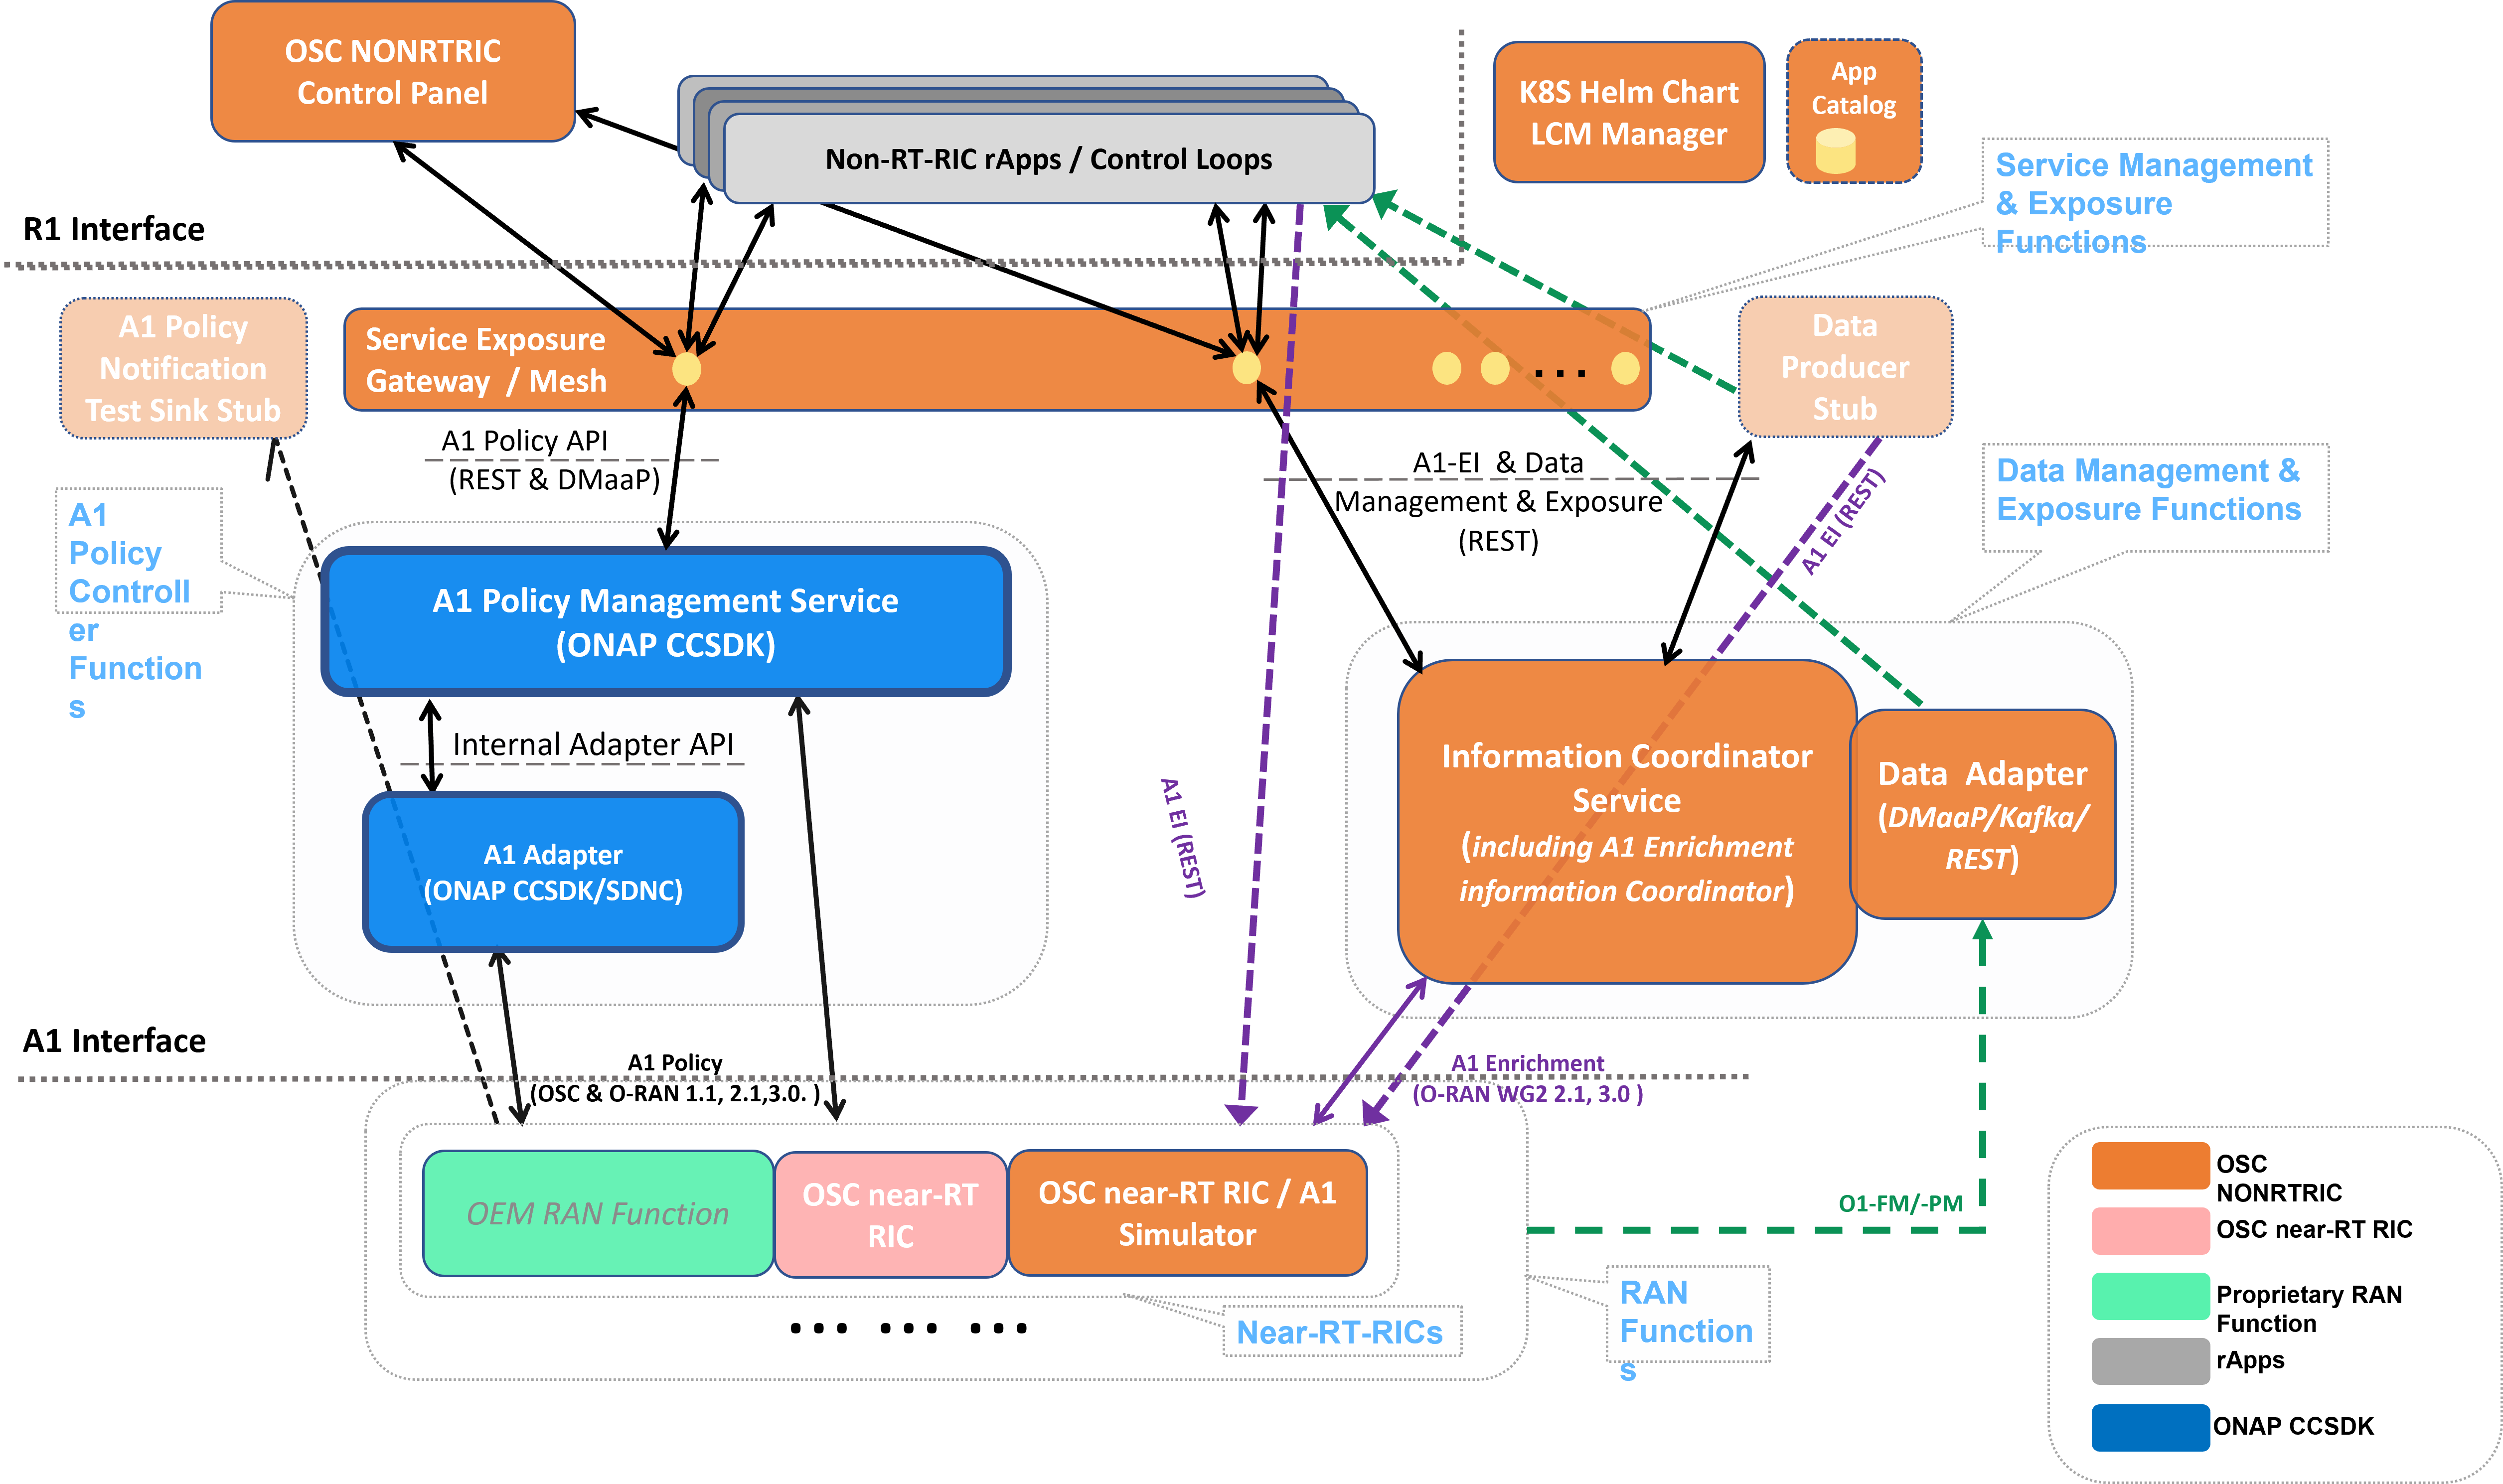 OSC NONRTRIC
Control Panel
Non-RT-RIC rApps / Control Loops
K8S Helm Chart
LCM Manager
App
Catalog
Service Management
& Exposure
Functions
R1 Interface
A1 Policy
Notification
Test Sink Stub
Service Exposure
Gateway / Mesh
...
Data
Producer
Stub
A1 Policy API
(REST & DMaaP)
A1-EI & Data
Management & Exposure
(REST)
A1 EI (REST)
Data Management &
Exposure Functions
A1
Policy
Controll
er
Function
s
A1 Policy Management Service
(ONAP CCSDK)
Internal Adapter API
A1 Adapter
(ONAP CCSDK/SDNC)
A1 EI (REST)
Information Coordinator
Service
(including A1 Enrichment
information Coordinator)
Data Adapter
(DMaaP/Kafka/
REST)
A1 Interface
A1 Policy
(OSC & O-RAN 1.1, 2.1,3.0. )
A1 Enrichment
(O-RAN WG2 2.1, 3.0 )
OEM RAN Function
OSC near-RT
RIC
OSC near-RT RIC / A1
Simulator
O1-FM/-PM
... ... ...
Near-RT-RICs
RAN
Function
s
OSC
NONRTRIC
OSC near-RT RIC
Proprietary RAN
Function
rApps
ONAP CCSDK